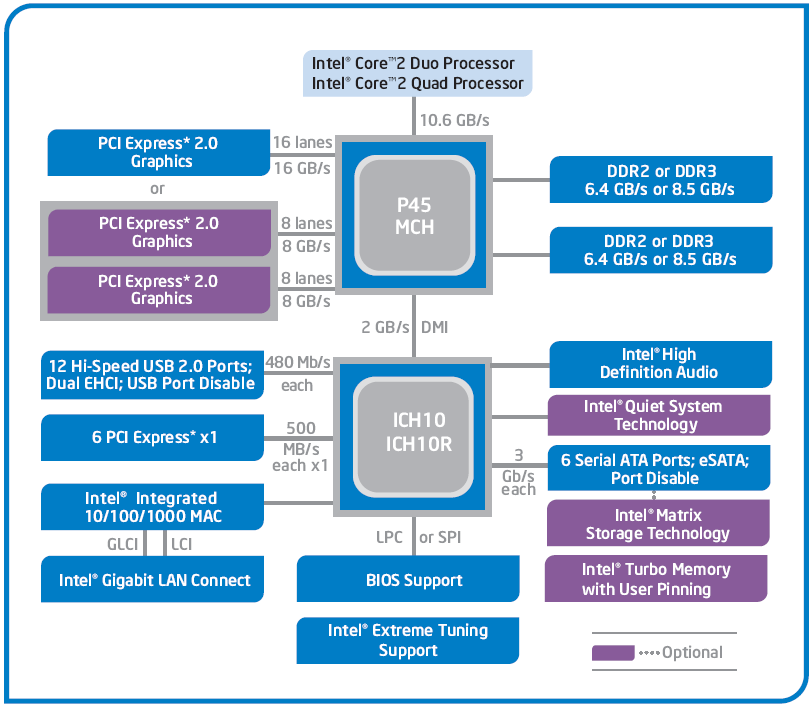 Intel® Core™2 Duo Processor
Intel® Core™2 Quad Processor
10.6 GB/s
PCI Express* 2.0
Graphics
16 lanes
16 GB/s
or
PCI Express* 2.0
Graphics
8 lanes
8 GB/s
PCI Express* 2.0
Graphics
8 lanes
8 GB/s
P45
MCH
DDR2 or DDR3
6.4 GB/s or 8.5 GB/s
DDR2 or DDR3
6.4 GB/s or 8.5 GB/s
2 GB/s DMI
12 Hi-Speed USB 2.0 Ports;
Dual EHCI; USB Port Disable
480 Mb/s
each
6 PCI Express* x1
500
MB/s
each x1
Intel® Integrated
10/100/1000 MAC
GLCI LCI
Intel® Gigabit LAN Connect
ICH10
ICH10R
Intel® High
Definition Audio
Intel® Quiet System
Technology
3
Gb/s
each
6 Serial ATA Ports; eSATA;
Port Disable
Intel® Matrix
Storage Technology
Intel® Turbo Memory
with User Pinning
LPC or SPI
BIOS Support
Intel® Extreme Tuning
Support
Optional